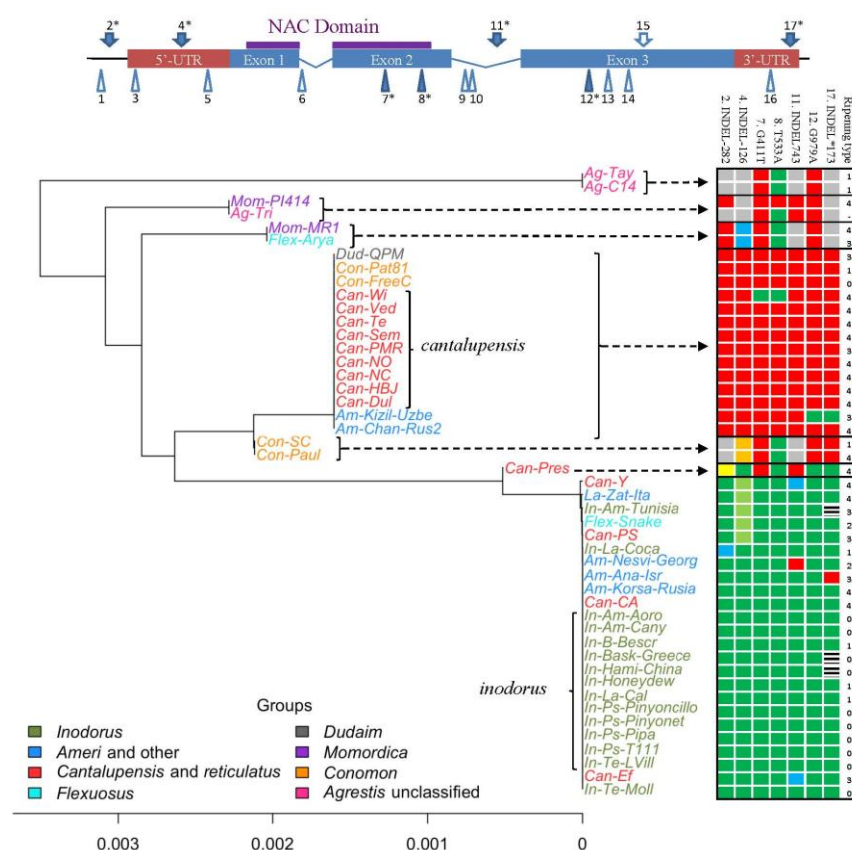 2* 4* NAC Domain 11* 15 17*
5'-UTR Exon 1 Exon 2 Exon 3 3'-UTR
1 3 5 6 7* 8* 9 10 12* 13 14 16
2. INDEL-282
4. INDEL-126
7. G411T
8. T533A
11. INDEL743
12. G979A
17. INDEL*173
Ripening type
Ag-Tay 1
Ag-C14 1
Mom-PI414 4
Ag-Tri -
Mom-MR1 4
Flex-Arya 3
Dud-QPM 3
Con-Pat81 1
Con-FreeC 0
Can-Wi 4
Can-Ved 4
Can-Te 4
Can-Sem 4
Can-PMR 3
Can-NO 4
Can-NC 4
Can-HBJ 4
Can-Dul 4
cantalupensis
Am-Kizil-Uzbe 3
Am-Chan-Rus2 4
Con-SC 1
Con-Paul 4
Can-Pres 4
Can-Y 4
La-Zat-Ita 4
In-Am-Tunisia 3
Flex-Snake 2
Can-PS 3
In-La-Coca 1
Am-Nesvi-Georg 2
Am-Ana-Isr 3
Am-Korsa-Rusia 4
Can-CA 4
In-Am-Aoro 0
In-Am-Cany 0
In-B-Bescr 1
In-Bask-Greece 0
In-Hami-China 0
In-Honeydew 1
In-La-Cal 1
In-Ps-Pinyoncillo 0
In-Ps-Pinyonet 0
In-Ps-Pipa 0
In-Ps-T111 0
In-Te-LVill 0
Can-Ef 3
In-Te-Moll 0
inodorus
Groups
Inodorus
Ameri and other
Cantalupensis and reticulatus
Flexuosus
Dudaim
Momordica
Conomon
Agrestis unclassified
0.003 0.002 0.001 0